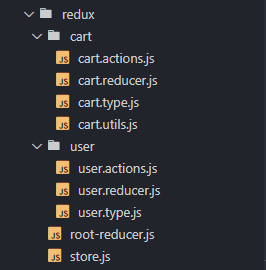 redux
cart
JS cart.actions.js
JS cart.reducer.js
JS cart.type.js
JS cart.utils.js
user
JS user.actions.js
JS user.reducer.js
JS user.type.js
JS root-reducer.js
JS store.js